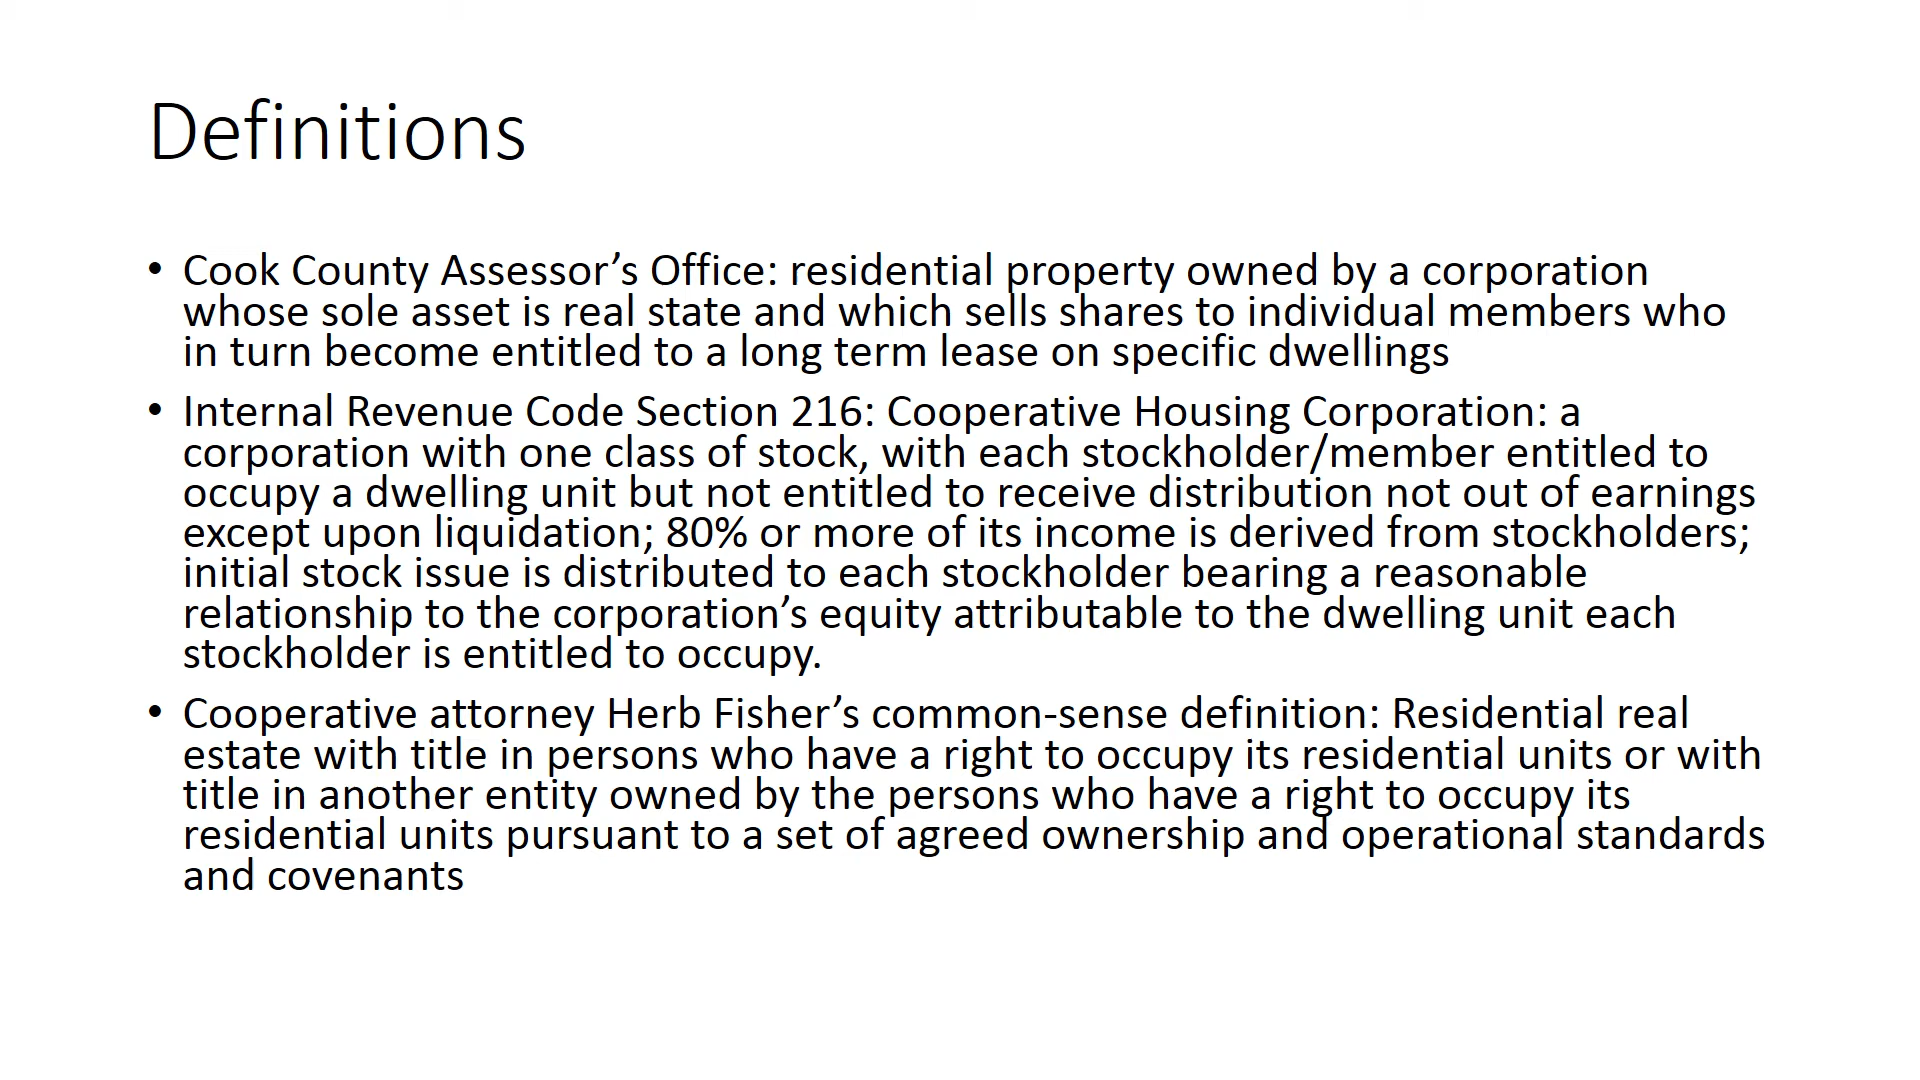 Definitions
• Cook County Assessor’s Office: residential property owned by a corporation
whose sole asset is real state and which sells shares to individual members who
in turn become entitled to a long term lease on specific dwellings
• Internal Revenue Code Section 216: Cooperative Housing Corporation: a
corporation with one class of stock, with each stockholder/member entitled to
occupy a dwelling unit but not entitled to receive distribution not out of earnings
except upon liquidation; 80% or more of its income is derived from stockholders;
initial stock issue is distributed to each stockholder bearing a reasonable
relationship to the corporation’s equity attributable to the dwelling unit each
stockholder is entitled to occupy.
• Cooperative attorney Herb Fisher’s common-sense definition: Residential real
estate with title in persons who have a right to occupy its residential units or with
title in another entity owned by the persons who have a right to occupy its
residential units pursuant to a set of agreed ownership and operational standards
and covenants